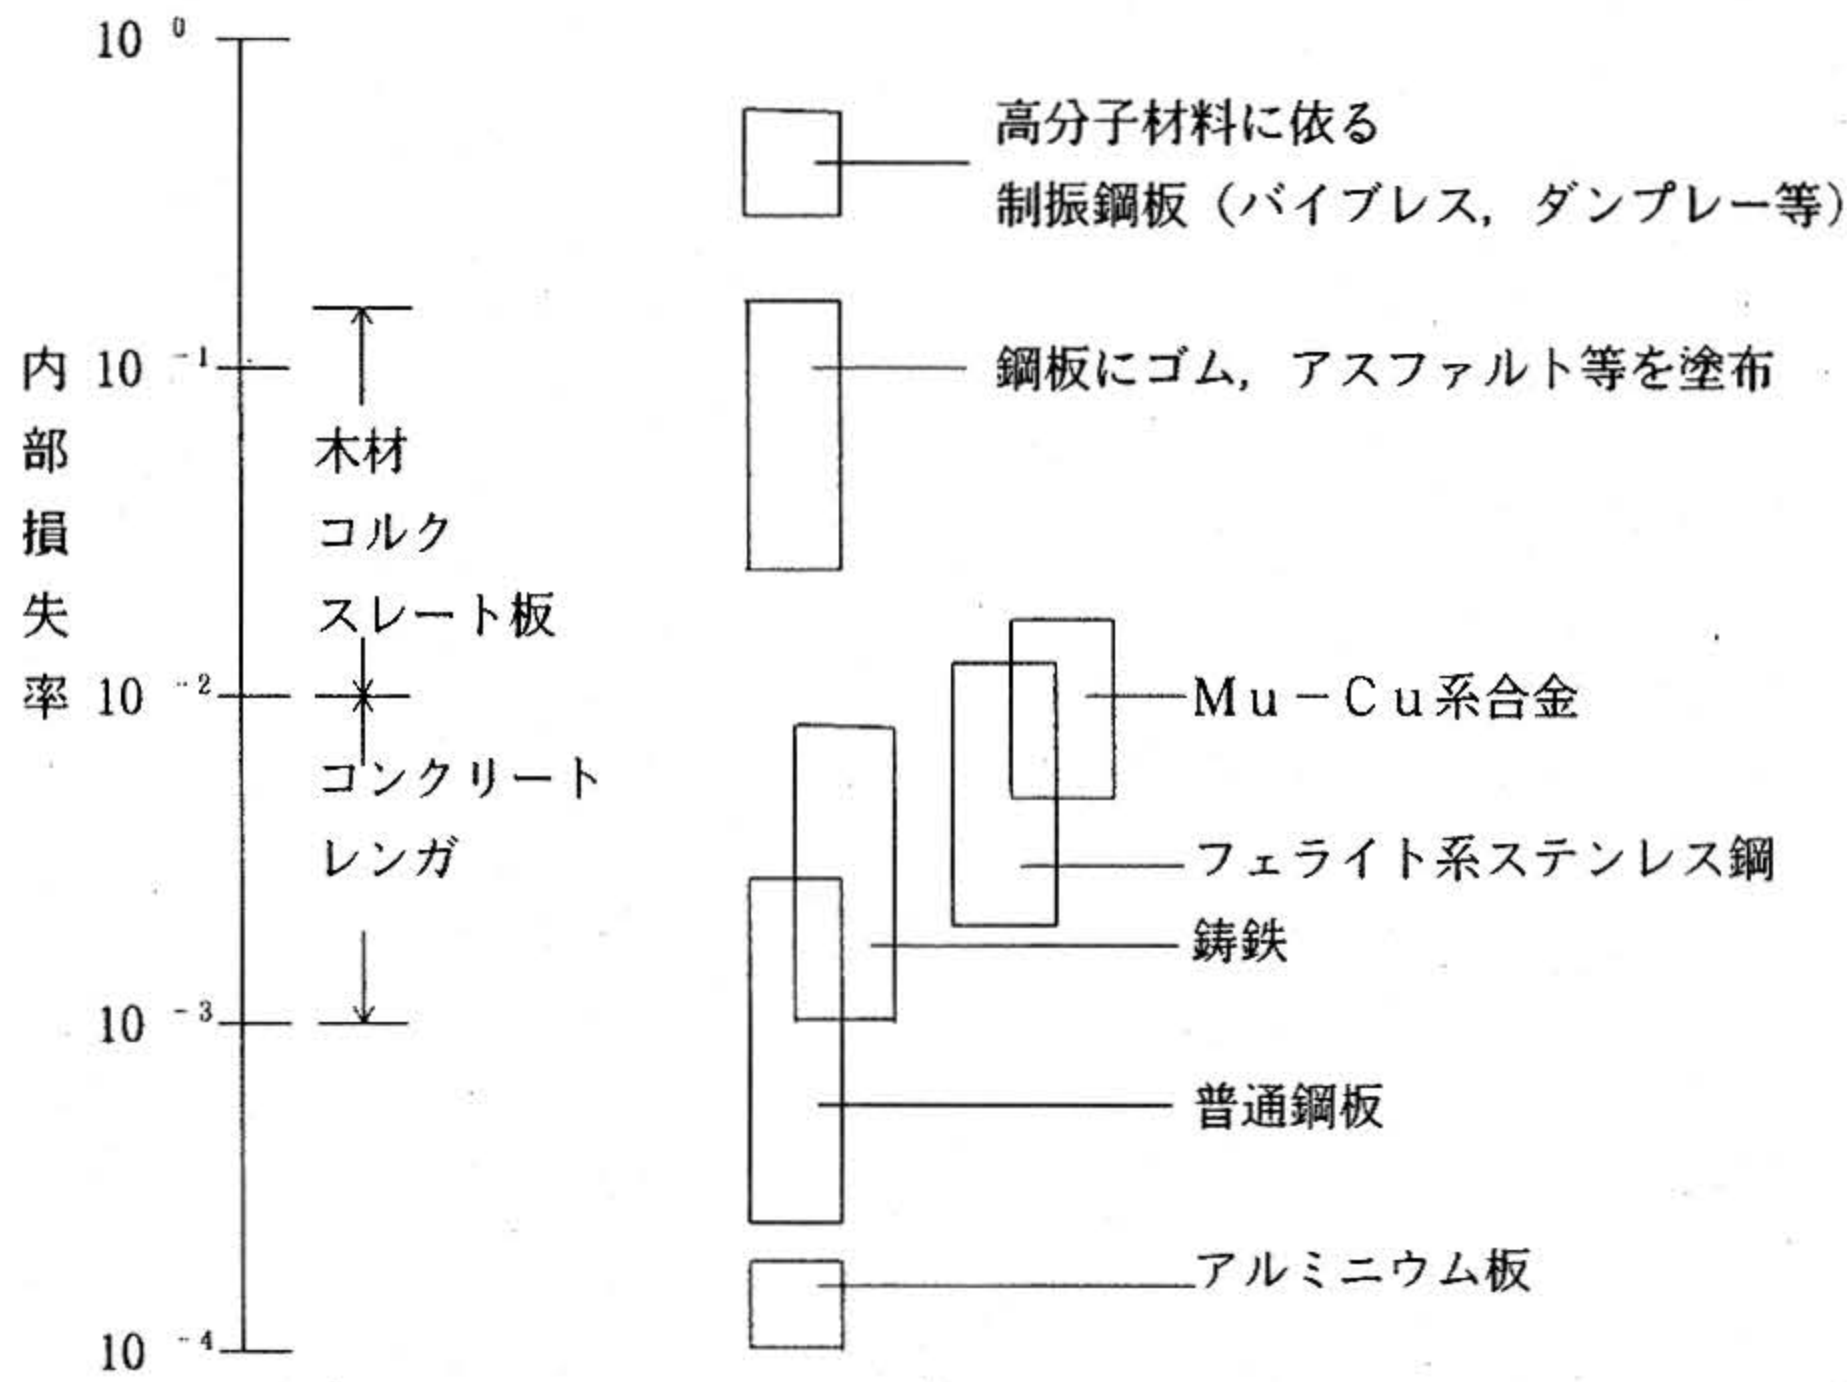 内部損失率
10⁰
10⁻¹
10⁻²
10⁻³
10⁻⁴
木材
コルク
スレート板
コンクリート
レンガ
高分子材料に依る
制振鋼板（バイブレス，ダンプレー等）
鋼板にゴム，アスファルト等を塗布
Ｍｕ－Ｃｕ系合金
フェライト系ステンレス鋼
鋳鉄
普通鋼板
アルミニウム板